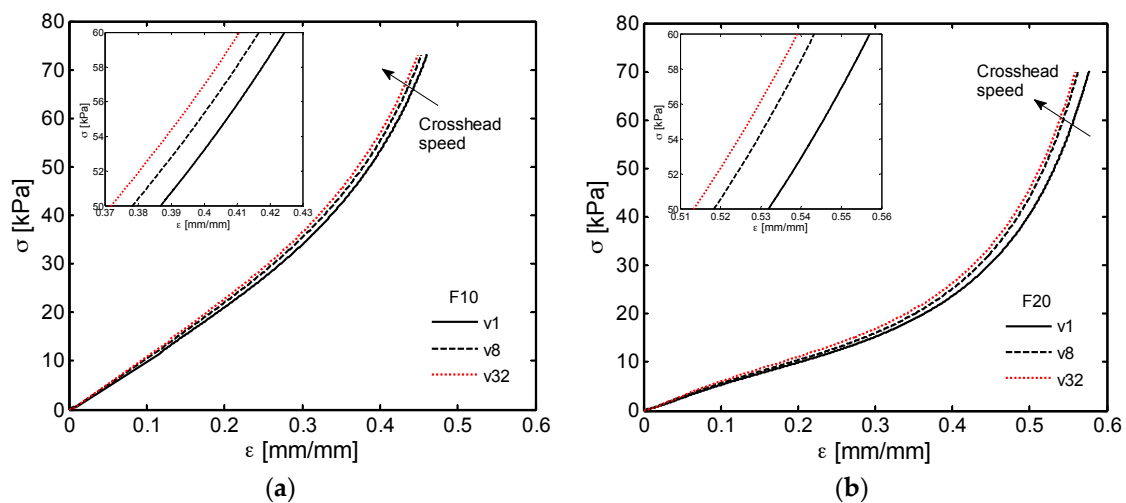 80
70
60
50
40
30
20
10
0
σ [kPa]
0
0.1
0.2
0.3
0.4
0.5
0.6
ε [mm/mm]
60
58
56
54
52
50
σ [kPa]
0.37
0.38
0.39
0.4
0.41
0.42
0.43
ε [mm/mm]
Crosshead
speed
F10
v1
v8
v32
(a)
80
70
60
50
40
30
20
10
0
σ [kPa]
0
0.1
0.2
0.3
0.4
0.5
0.6
ε [mm/mm]
60
58
56
54
52
50
σ [kPa]
0.51
0.52
0.53
0.54
0.55
0.56
ε [mm/mm]
Crosshead
speed
F20
v1
v8
v32
(b)